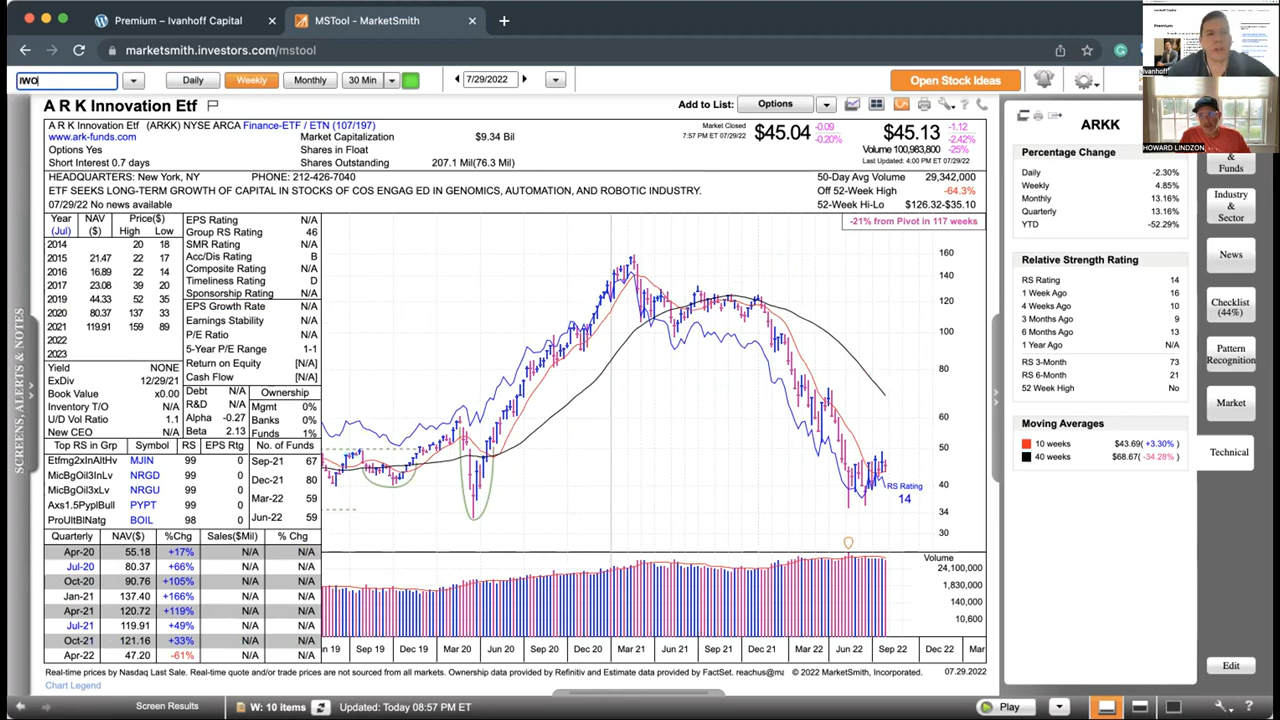 Premium – Ivanhoff Capital
MSTool - MarketSmith
marketsmith.investors.com/mstool
IWO
Daily
Weekly
Monthly
30 Min
7/29/2022
Open Stock Ideas
Ivanhoff
HOWARD LINDZON
A R K Innovation Etf
Add to List:
Options
A R K Innovation Etf (ARKK) NYSE ARCA Finance-ETF / ETN (107/197)
www.ark-funds.com
Options Yes
Short Interest 0.7 days
Market Capitalization $9.34 Bil
Shares in Float
Shares Outstanding 207.1 Mil(76.3 Mil)
Market Closed
7:57 PM ET 07/29/22
$45.04 -0.09 -0.20%
$45.13 -1.12 -2.42%
Volume 100,983,800 -25%
Last Updated: 4:00 PM ET 07/29/22
HEADQUARTERS: New York, NY PHONE: 212-426-7040
ETF SEEKS LONG-TERM GROWTH OF CAPITAL IN STOCKS OF COS ENGAG ED IN GENOMICS, AUTOMATION, AND ROBOTIC INDUSTRY.
07/29/22 No news available
50-Day Avg Volume 29,342,000
Off 52-Week High -64.3%
52-Week Hi-Lo $126.32-$35.10
Year NAV Price($)
(Jul) ($) High Low
2014 20 18
2015 21.47 22 17
2016 16.89 22 14
2017 23.08 39 20
2019 44.33 52 35
2020 80.37 137 33
2021 119.91 159 89
2022
2023
Yield NONE
ExDiv 12/29/21
Book Value x0.00
Inventory T/O N/A
U/D Vol Ratio 1.1
New CEO N/A
EPS Rating N/A
Group RS Rating 46
SMR Rating N/A
Acc/Dis Rating B
Composite Rating N/A
Timeliness Rating D
Sponsorship Rating N/A
EPS Growth Rate N/A
Earnings Stability N/A
P/E Ratio N/A
5-Year P/E Range 1-1
Return on Equity [N/A]
Cash Flow [N/A]
Debt N/A
R&D N/A
Alpha -0.27
Beta 2.13
Ownership
Mgmt 0%
Banks 0%
Funds 1%
Top RS in Grp Symbol RS EPS Rtg
Etfmg2xInAltHv MJIN 99 0
MicBgOil3InLv NRGD 99 0
MicBgOil3xLv NRGU 99 0
Axs1.5PyplBull PYPT 99 0
ProUltBlNatg BOIL 98 0
No. of Funds
Sep-21 67
Dec-21 80
Mar-22 59
Jun-22 59
Quarterly NAV($) %Chg Sales($Mil) % Chg
Apr-20 55.18 +17% N/A N/A
Jul-20 80.37 +66% N/A N/A
Oct-20 90.76 +105% N/A N/A
Jan-21 137.40 +166% N/A N/A
Apr-21 120.72 +119% N/A N/A
Jul-21 119.91 +49% N/A N/A
Oct-21 121.16 +33% N/A N/A
Apr-22 47.20 -61% N/A N/A
-21% from Pivot in 117 weeks
160
140
120
100
80
60
50
40
34
30
RS Rating
14
Volume
24,100,000
1,830,000
140,000
10,600
n 19 Sep 19 Dec 19 Mar 20 Jun 20 Sep 20 Dec 20 Mar 21 Jun 21 Sep 21 Dec 21 Mar 22 Jun 22 Sep 22 Dec 22 Mar
Real-time prices by Nasdaq Last Sale. Real-time quote and/or trade prices are not sourced from all markets. Ownership data provided by Refinitiv and Estimate data provided by FactSet. reachus@ma © 2022 MarketSmith, Incorporated. 07.29.2022
Chart Legend
ARKK
Percentage Change
Daily -2.30%
Weekly 4.85%
Monthly 13.16%
Quarterly 13.16%
YTD -52.29%
Relative Strength Rating
RS Rating 14
1 Week Ago 16
4 Weeks Ago 10
3 Months Ago 9
6 Months Ago 13
1 Year Ago N/A
RS 3-Month 73
RS 6-Month 21
52 Week High No
Moving Averages
10 weeks $43.69(+3.30%)
40 weeks $68.67(-34.28%)
&
Funds
Industry
&
Sector
News
Checklist
(44%)
Pattern
Recognition
Market
Technical
Edit
SCREENS, ALERTS & NOTES
Screen Results
W: 10 items
Updated: Today 08:57 PM ET
Play